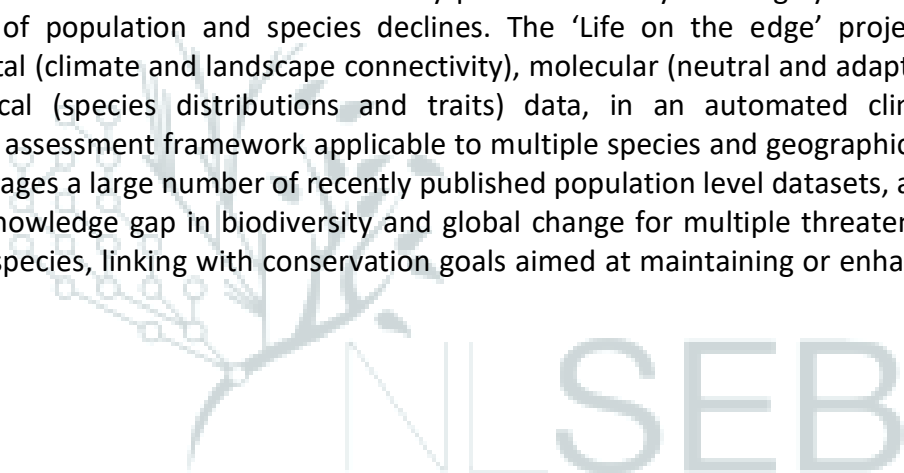 of population and species declines. The ‘Life on the edge’ proje
tal (climate and landscape connectivity), molecular (neutral and adapt
cal (species distributions and traits) data, in an automated clin
assessment framework applicable to multiple species and geographic
ages a large number of recently published population level datasets, a
nowledge gap in biodiversity and global change for multiple threaten
species, linking with conservation goals aimed at maintaining or enha
NLSEB